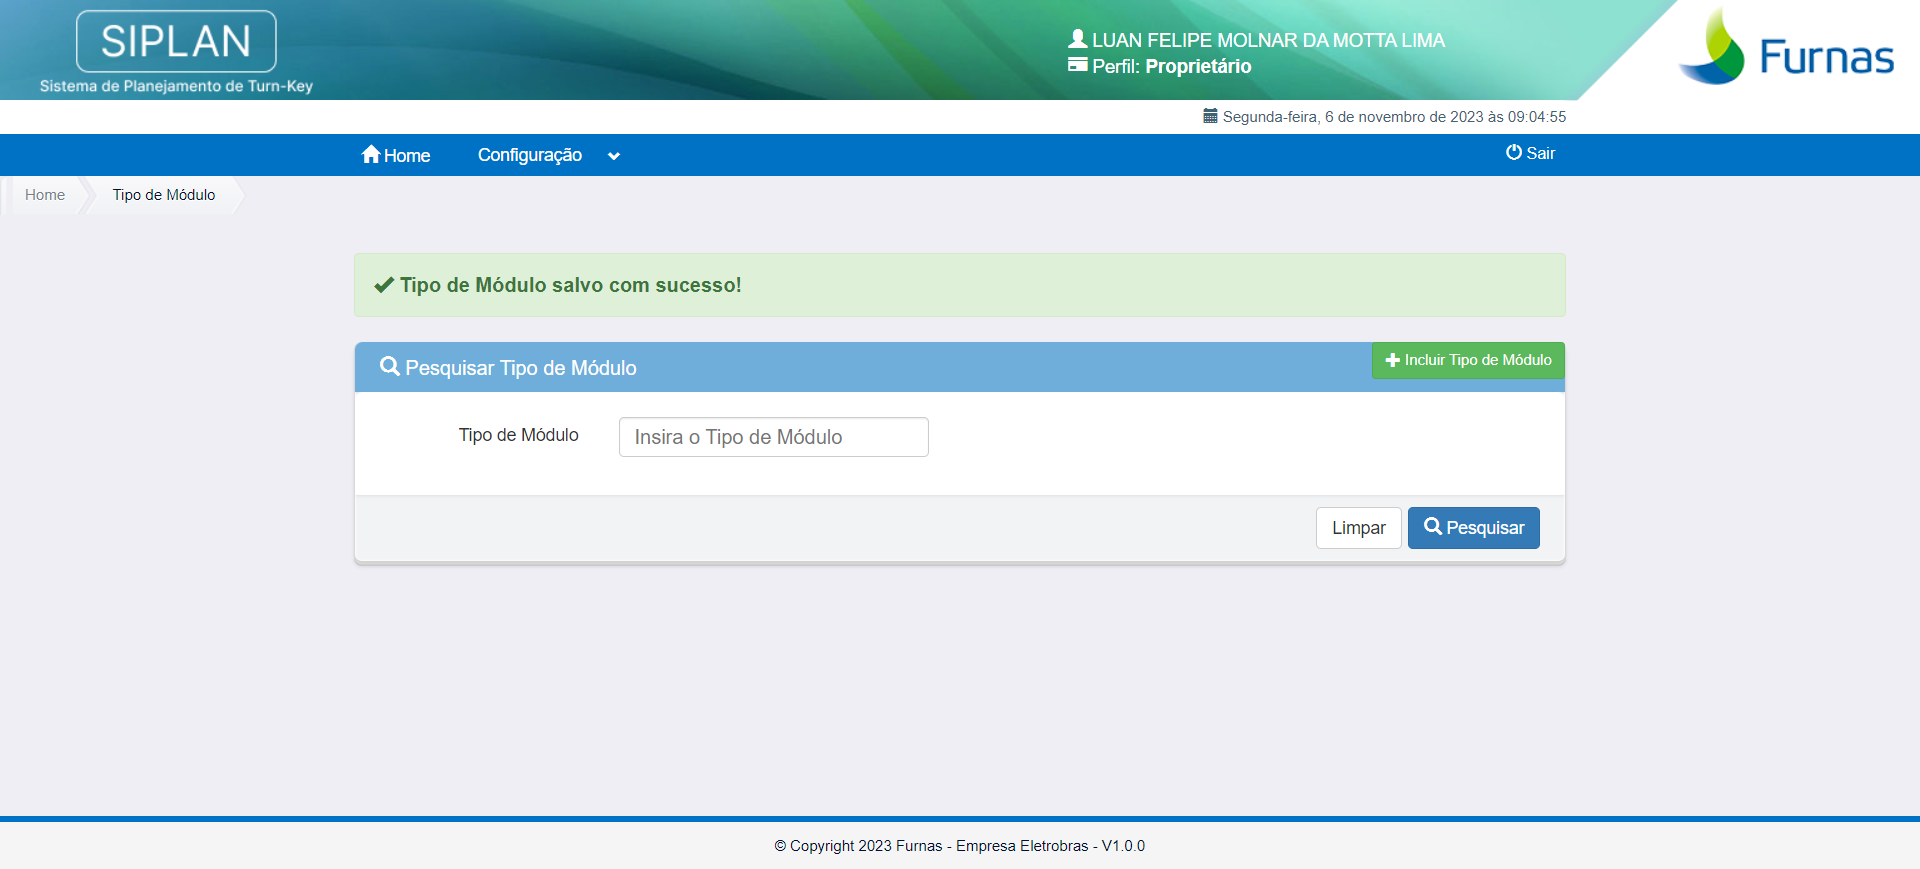 SIPLAN
Sistema de Planejamento de Turn-Key
LUAN FELIPE MOLNAR DA MOTTA LIMA
Perfil: Proprietário
Furnas
Segunda-feira, 6 de novembro de 2023 às 09:04:55
Home Configuração Sair
Home Tipo de Módulo
Tipo de Módulo salvo com sucesso!
Pesquisar Tipo de Módulo Incluir Tipo de Módulo
Tipo de Módulo Insira o Tipo de Módulo
Limpar Pesquisar
© Copyright 2023 Furnas - Empresa Eletrobras - V1.0.0